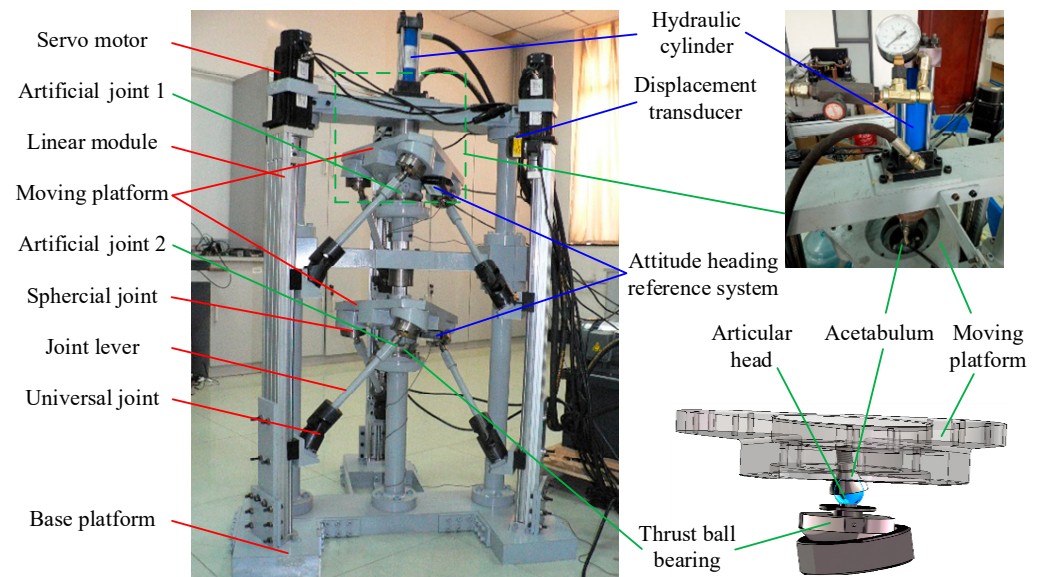 Servo motor
Artificial joint 1
Linear module
Moving platform
Artificial joint 2
Sphercial joint
Joint lever
Universal joint
Base platform
Hydraulic
cylinder
Displacement
transducer
Attitude heading
reference system
Articular
head
Acetabulum
Moving
platform
Thrust ball
bearing